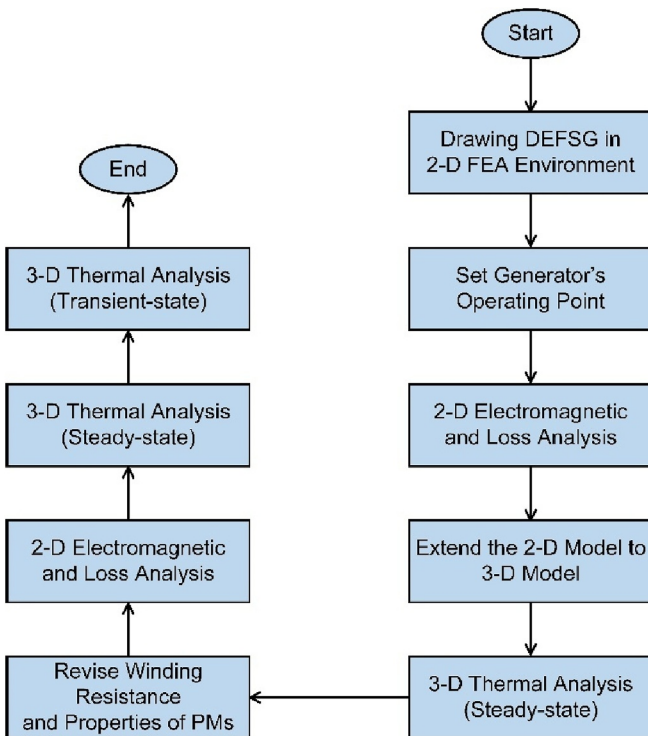 Start
Drawing DEFSG in
2-D FEA Environment
Set Generator's
Operating Point
2-D Electromagnetic
and Loss Analysis
Extend the 2-D Model to
3-D Model
3-D Thermal Analysis
(Steady-state)
Revise Winding
Resistance
and Properties of PMs
2-D Electromagnetic
and Loss Analysis
3-D Thermal Analysis
(Steady-state)
3-D Thermal Analysis
(Transient-state)
End